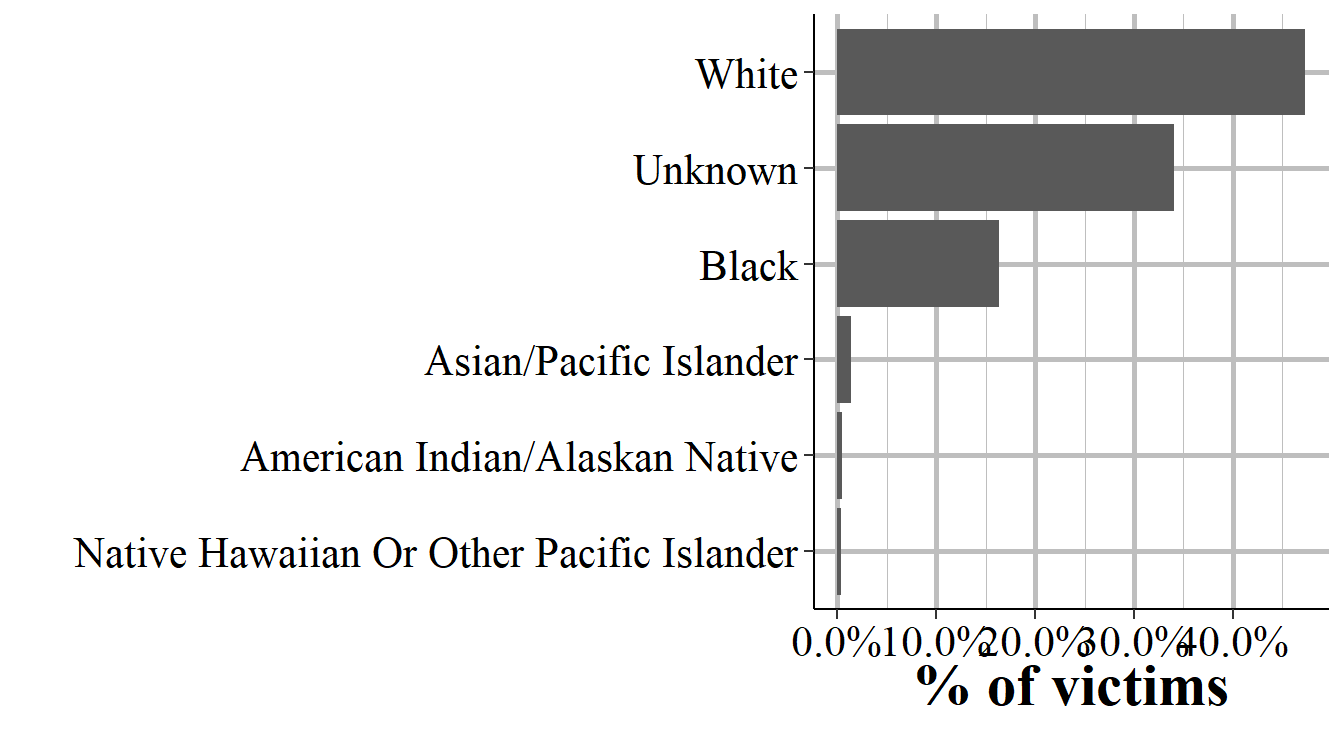 White
Unknown
Black
Asian/Pacific Islander
American Indian/Alaskan Native
Native Hawaiian Or Other Pacific Islander
0.0% 10.0% 20.0% 30.0% 40.0%
% of victims